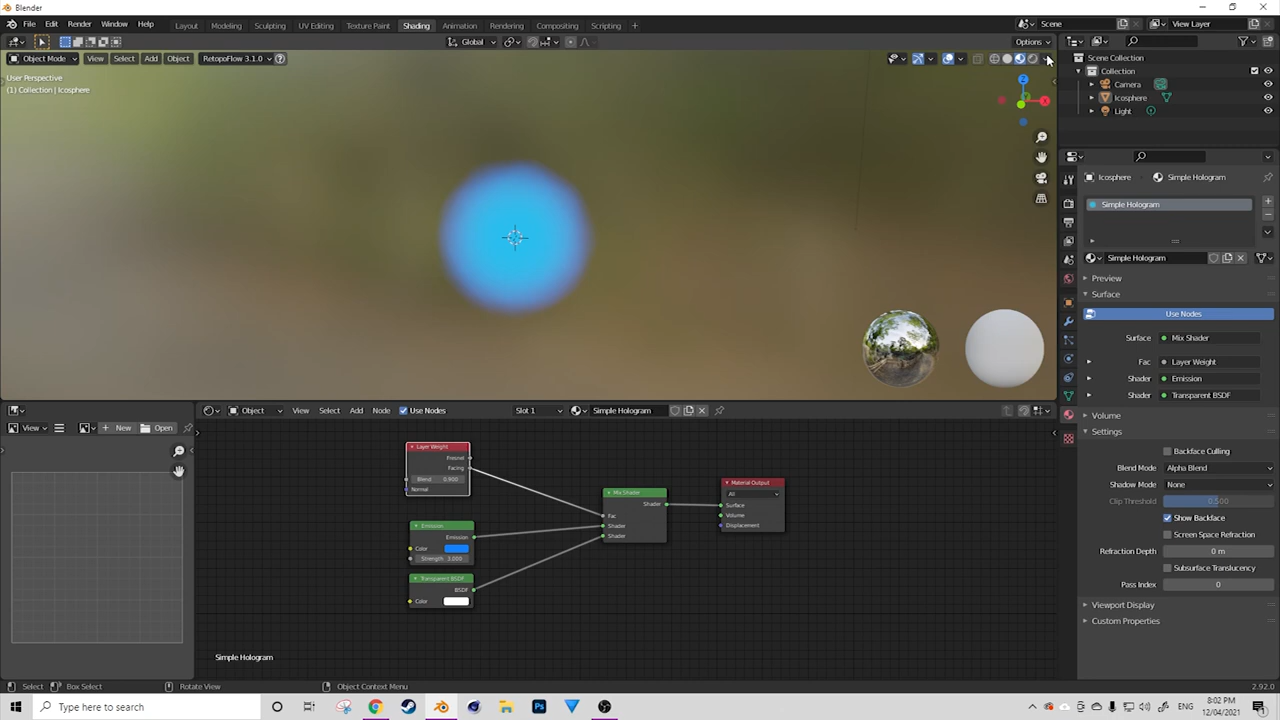 Blender
File Edit Render Window Help
Layout Modeling Sculpting UV Editing Texture Paint Shading Animation Rendering Compositing Scripting +
Scene
View Layer
Global
Options
Object Mode
View Select Add Object
RetopoFlow 3.1.0
User Perspective
(1) Collection | Icosphere
Scene Collection
Collection
Camera
Icosphere
Light
Icosphere
Simple Hologram
Simple Hologram
Simple Hologram
Preview
Surface
Use Nodes
Surface Mix Shader
Fac Layer Weight
Shader Emission
Shader Transparent BSDF
Volume
Settings
Backface Culling
Blend Mode Alpha Blend
Shadow Mode None
Clip Threshold 0.500
Show Backface
Screen Space Refraction
Refraction Depth 0 m
Subsurface Translucency
Pass Index 0
Viewport Display
Custom Properties
View
New
Open
Object
View Select Add Node
Use Nodes
Slot 1
Simple Hologram
Layer Weight
Fresnel
Facing
Blend 0.900
Normal
Emission
Emission
Color
Strength 3.000
Transparent BSDF
BSDF
Color
Mix Shader
Shader
Fac
Shader
Shader
Material Output
All
Surface
Volume
Displacement
Simple Hologram
Select
Box Select
Rotate View
Object Context Menu
2.92.0
Type here to search
ENG
8:02 PM
12/04/2021